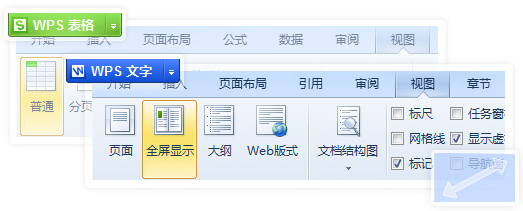 WPS 表格
开始 插入 页面布局 公式 数据 审阅 视图
普通 分页
WPS 文字
开始 插入 页面布局 引用 审阅 视图 章节
标尺 任务窗
网格线 显示虚
标记 导航窗
页面 全屏显示 大纲 Web版式 文档结构图